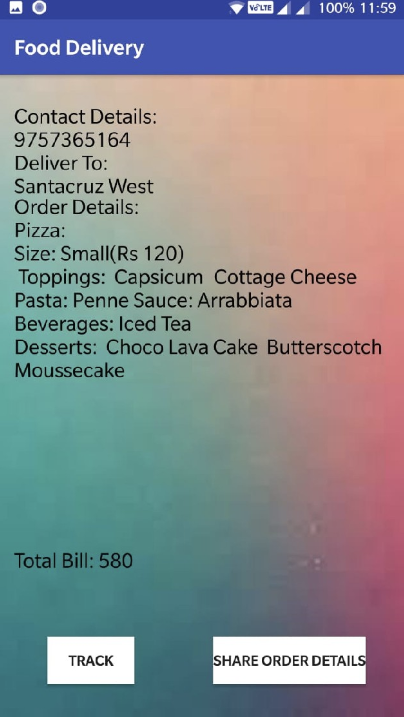 VoLTE 100% 11:59
Food Delivery
Contact Details:
9757365164
Deliver To:
Santacruz West
Order Details:
Pizza:
Size: Small(Rs 120)
Toppings: Capsicum Cottage Cheese
Pasta: Penne Sauce: Arrabbiata
Beverages: Iced Tea
Desserts: Choco Lava Cake Butterscotch
Moussecake
Total Bill: 580
TRACK SHARE ORDER DETAILS